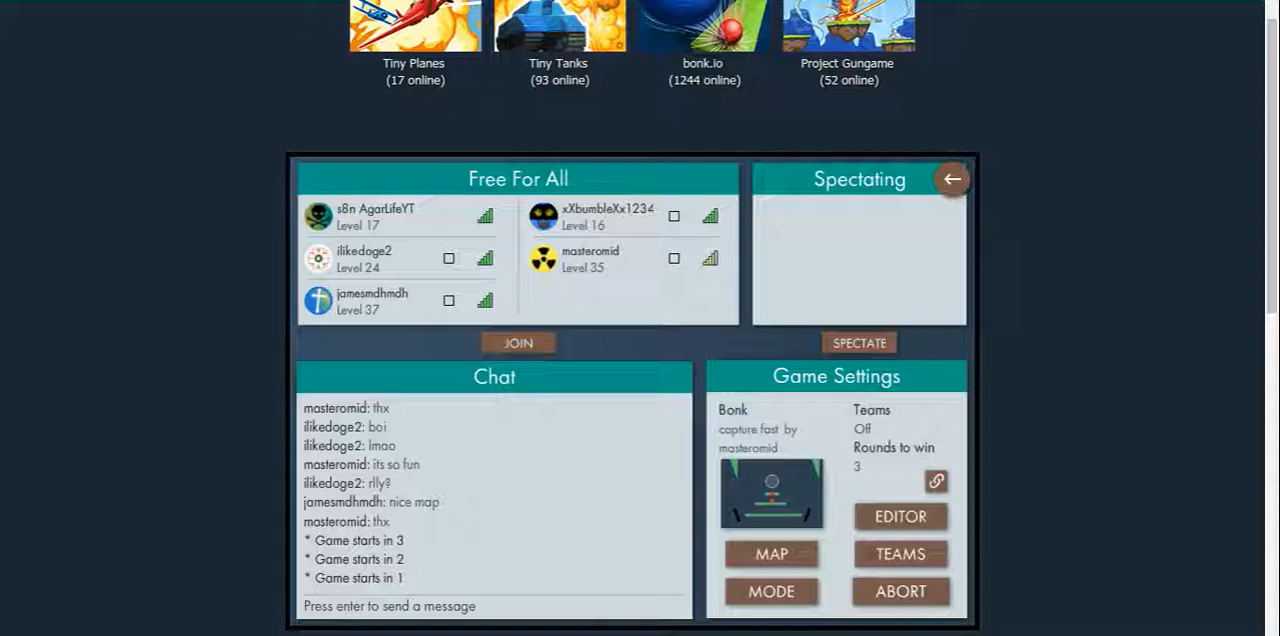 Tiny Planes
(17 online)
Tiny Tanks
(93 online)
bonk.io
(1244 online)
Project Gungame
(52 online)
Free For All
s8n AgarLifeYT
Level 17
xXbumbleXx1234
Level 16
ilikedoge2
Level 24
masteromid
Level 35
jamesmdhmdh
Level 37
JOIN
Spectating
SPECTATE
Chat
masteromid: thx
ilikedoge2: boi
ilikedoge2: lmao
masteromid: its so fun
ilikedoge2: rlly?
jamesmdhmdh: nice map
masteromid: thx
* Game starts in 3
* Game starts in 2
* Game starts in 1
Press enter to send a message
Game Settings
Bonk
capture fast by
masteromid
Teams
Off
Rounds to win
3
EDITOR
MAP
TEAMS
MODE
ABORT